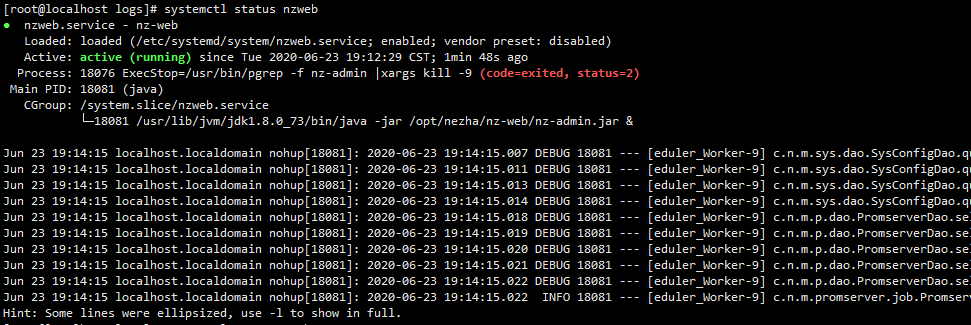 [root@localhost logs]# systemctl status nzweb
● nzweb.service - nz-web
Loaded: loaded (/etc/systemd/system/nzweb.service; enabled; vendor preset: disabled)
Active: active (running) since Tue 2020-06-23 19:12:29 CST; 1min 48s ago
Process: 18076 ExecStop=/usr/bin/pgrep -f nz-admin |xargs kill -9 (code=exited, status=2)
Main PID: 18081 (java)
CGroup: /system.slice/nzweb.service
└─18081 /usr/lib/jvm/jdk1.8.0_73/bin/java -jar /opt/nezha/nz-web/nz-admin.jar &
Jun 23 19:14:15 localhost.localdomain nohup[18081]: 2020-06-23 19:14:15.007 DEBUG 18081 --- [eduler_Worker-9] c.n.m.sys.dao.SysConfigDao.qu
Jun 23 19:14:15 localhost.localdomain nohup[18081]: 2020-06-23 19:14:15.011 DEBUG 18081 --- [eduler_Worker-9] c.n.m.sys.dao.SysConfigDao.qu
Jun 23 19:14:15 localhost.localdomain nohup[18081]: 2020-06-23 19:14:15.013 DEBUG 18081 --- [eduler_Worker-9] c.n.m.sys.dao.SysConfigDao.qu
Jun 23 19:14:15 localhost.localdomain nohup[18081]: 2020-06-23 19:14:15.014 DEBUG 18081 --- [eduler_Worker-9] c.n.m.sys.dao.SysConfigDao.qu
Jun 23 19:14:15 localhost.localdomain nohup[18081]: 2020-06-23 19:14:15.018 DEBUG 18081 --- [eduler_Worker-9] c.n.m.p.dao.PromserverDao.sel
Jun 23 19:14:15 localhost.localdomain nohup[18081]: 2020-06-23 19:14:15.019 DEBUG 18081 --- [eduler_Worker-9] c.n.m.p.dao.PromserverDao.sel
Jun 23 19:14:15 localhost.localdomain nohup[18081]: 2020-06-23 19:14:15.020 DEBUG 18081 --- [eduler_Worker-9] c.n.m.p.dao.PromserverDao.sel
Jun 23 19:14:15 localhost.localdomain nohup[18081]: 2020-06-23 19:14:15.021 DEBUG 18081 --- [eduler_Worker-9] c.n.m.p.dao.PromserverDao.sel
Jun 23 19:14:15 localhost.localdomain nohup[18081]: 2020-06-23 19:14:15.022 DEBUG 18081 --- [eduler_Worker-9] c.n.m.p.dao.PromserverDao.sel
Jun 23 19:14:15 localhost.localdomain nohup[18081]: 2020-06-23 19:14:15.022 INFO 18081 --- [eduler_Worker-9] c.n.m.promserver.job.Promser
Hint: Some lines were ellipsized, use -l to show in full.